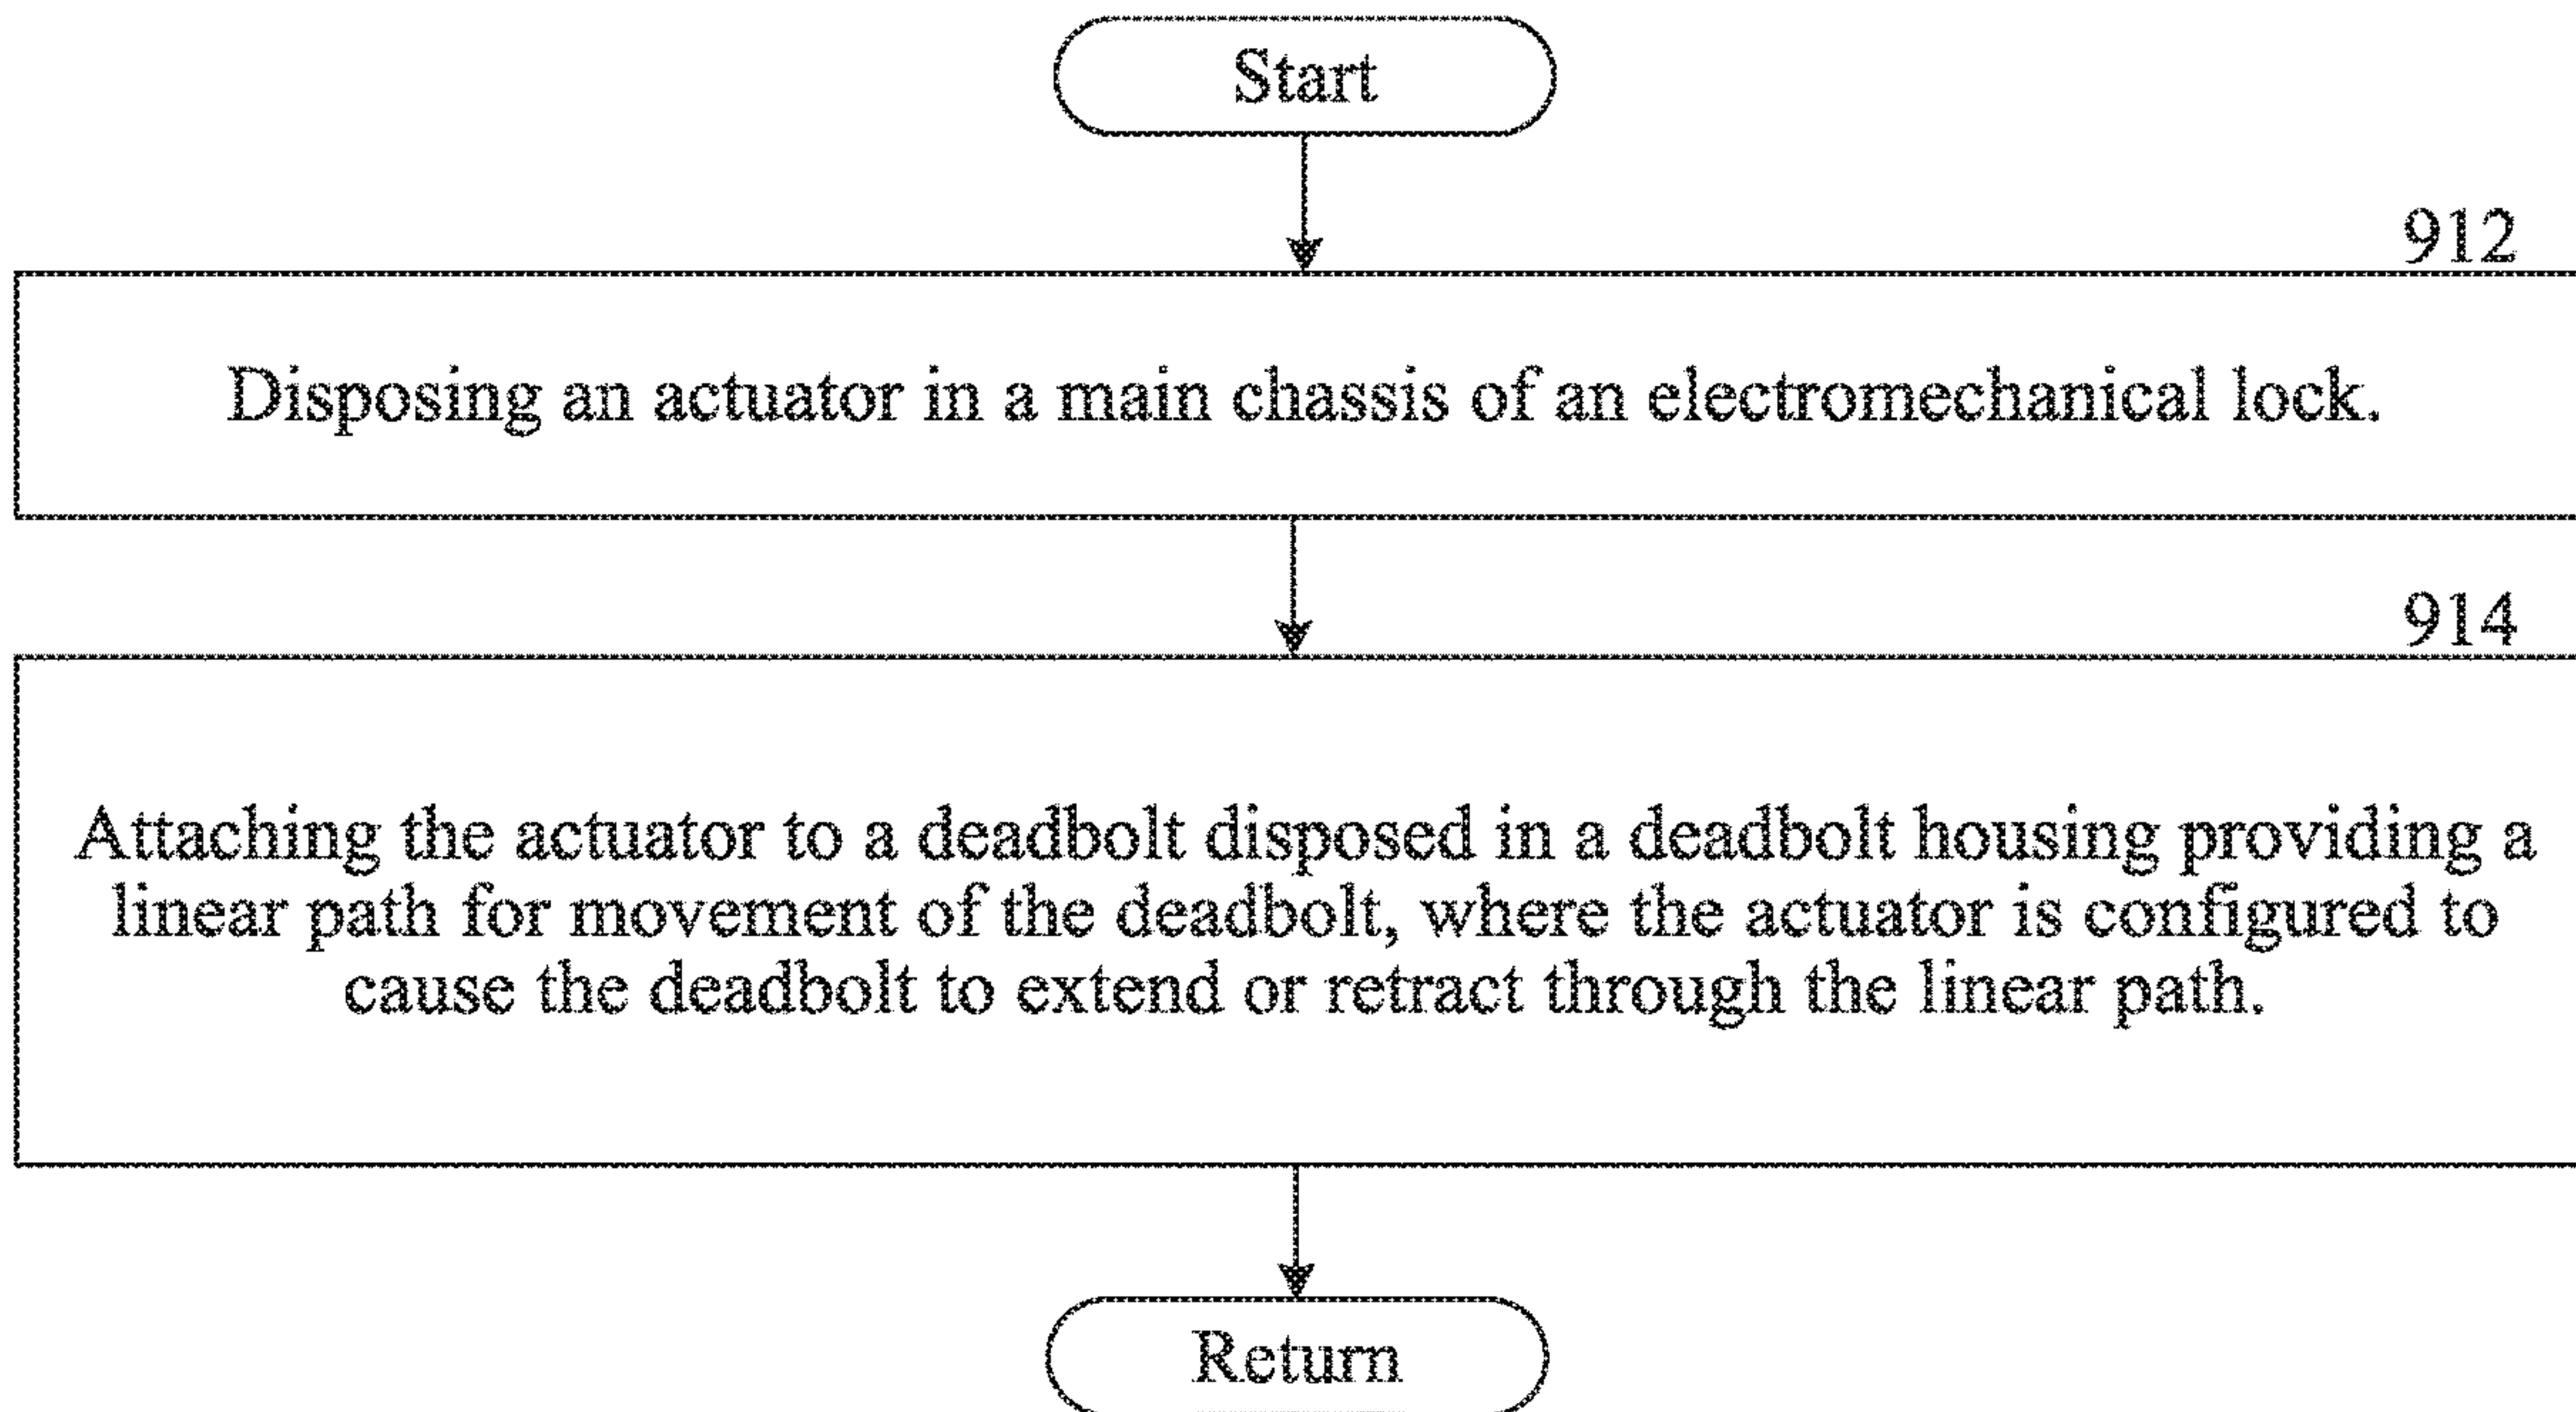 Start
912
Disposing an actuator in a main chassis of an electromechanical lock.
914
Attaching the actuator to a deadbolt disposed in a deadbolt housing providing a
linear path for movement of the deadbolt, where the actuator is configured to
cause the deadbolt to extend or retract through the linear path.
Return